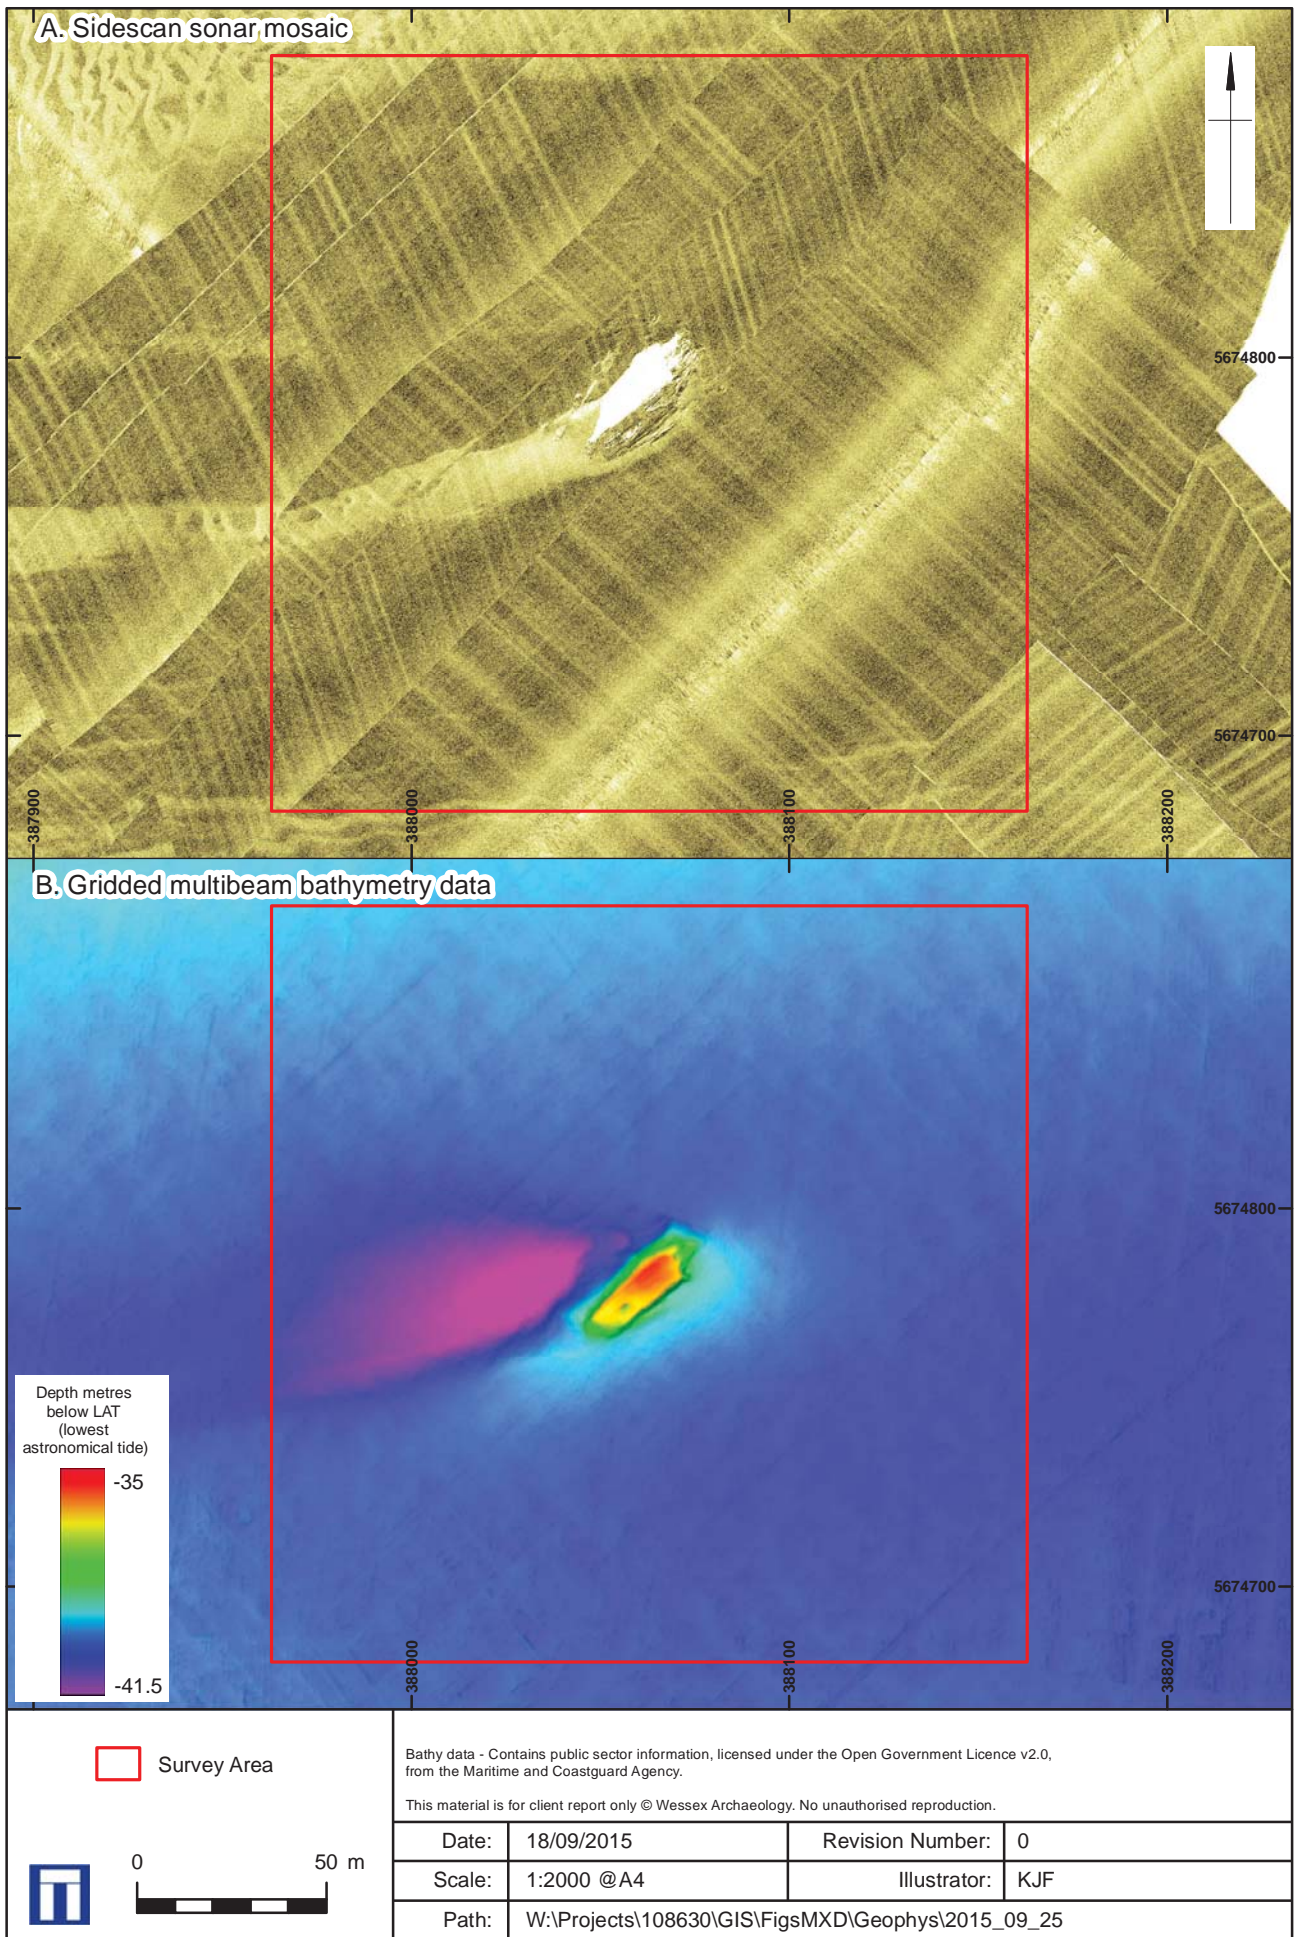 A. Sidescan sonar mosaic
5674800
5674700
387900
388000
388100
388200
B. Gridded multibeam bathymetry data
5674800
Depth metres
below LAT
(lowest
astronomical tide)
-35
-41.5
5674700
388000
388100
388200
Survey Area
0 50 m
Bathy data - Contains public sector information, licensed under the Open Government Licence v2.0,
from the Maritime and Coastguard Agency.
This material is for client report only © Wessex Archaeology. No unauthorised reproduction.
Date: 18/09/2015 Revision Number: 0
Scale: 1:2000 @A4 Illustrator: KJF
Path: W:\Projects\108630\GIS\FigsMXD\Geophys\2015_09_25